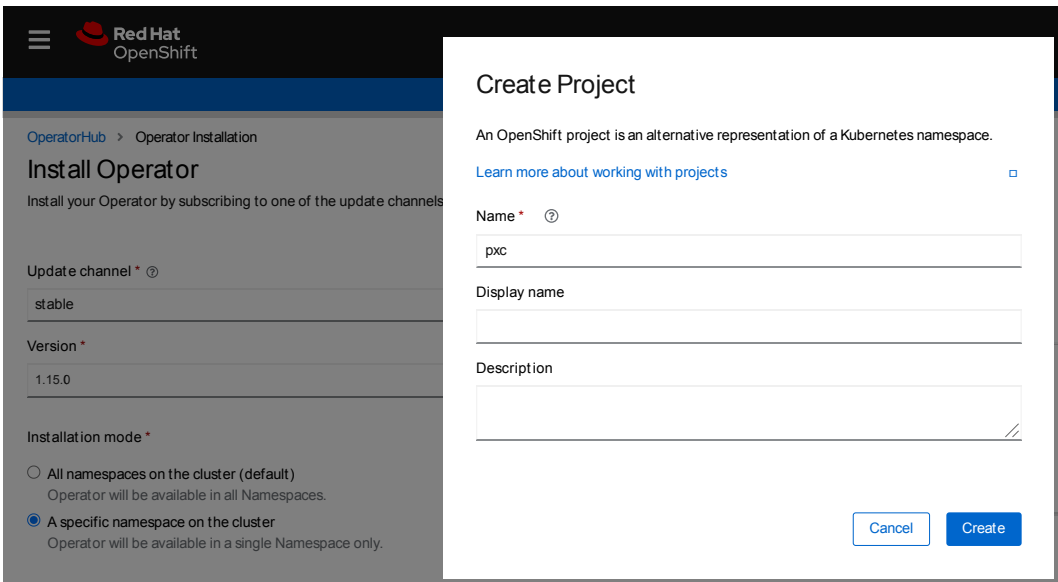 Red Hat
OpenShift
OperatorHub > Operator Installation
Install Operator
Install your Operator by subscribing to one of the update channels
Update channel *
stable
Version *
1.15.0
Installation mode *
All namespaces on the cluster (default)
Operator will be available in all Namespaces.
A specific namespace on the cluster
Operator will be available in a single Namespace only.
Create Project
An OpenShift project is an alternative representation of a Kubernetes namespace.
Learn more about working with projects
Name *
pxc
Display name
Description
Cancel Create